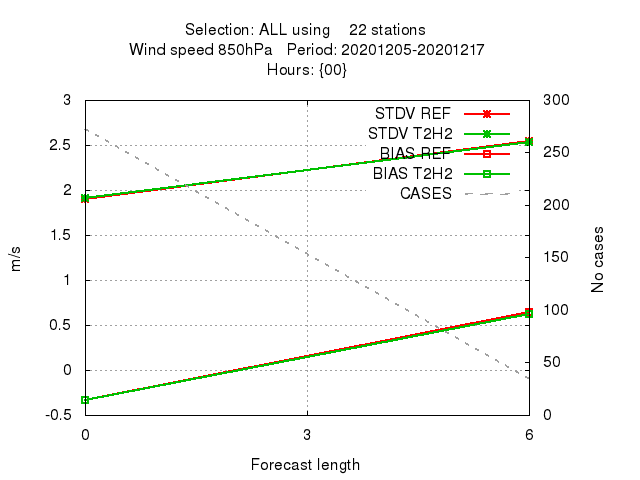 Selection: ALL using    22 stations
Wind speed 850hPa   Period: 20201205-20201217
Hours: {00}
3    300
STDV REF
STDV T2H2
2.5    250
BIAS REF
BIAS T2H2
2    200
CASES
1.5    150
m/s
No cases
1    100
0.5    50
0
-0.5    0
0    3    6
Forecast length